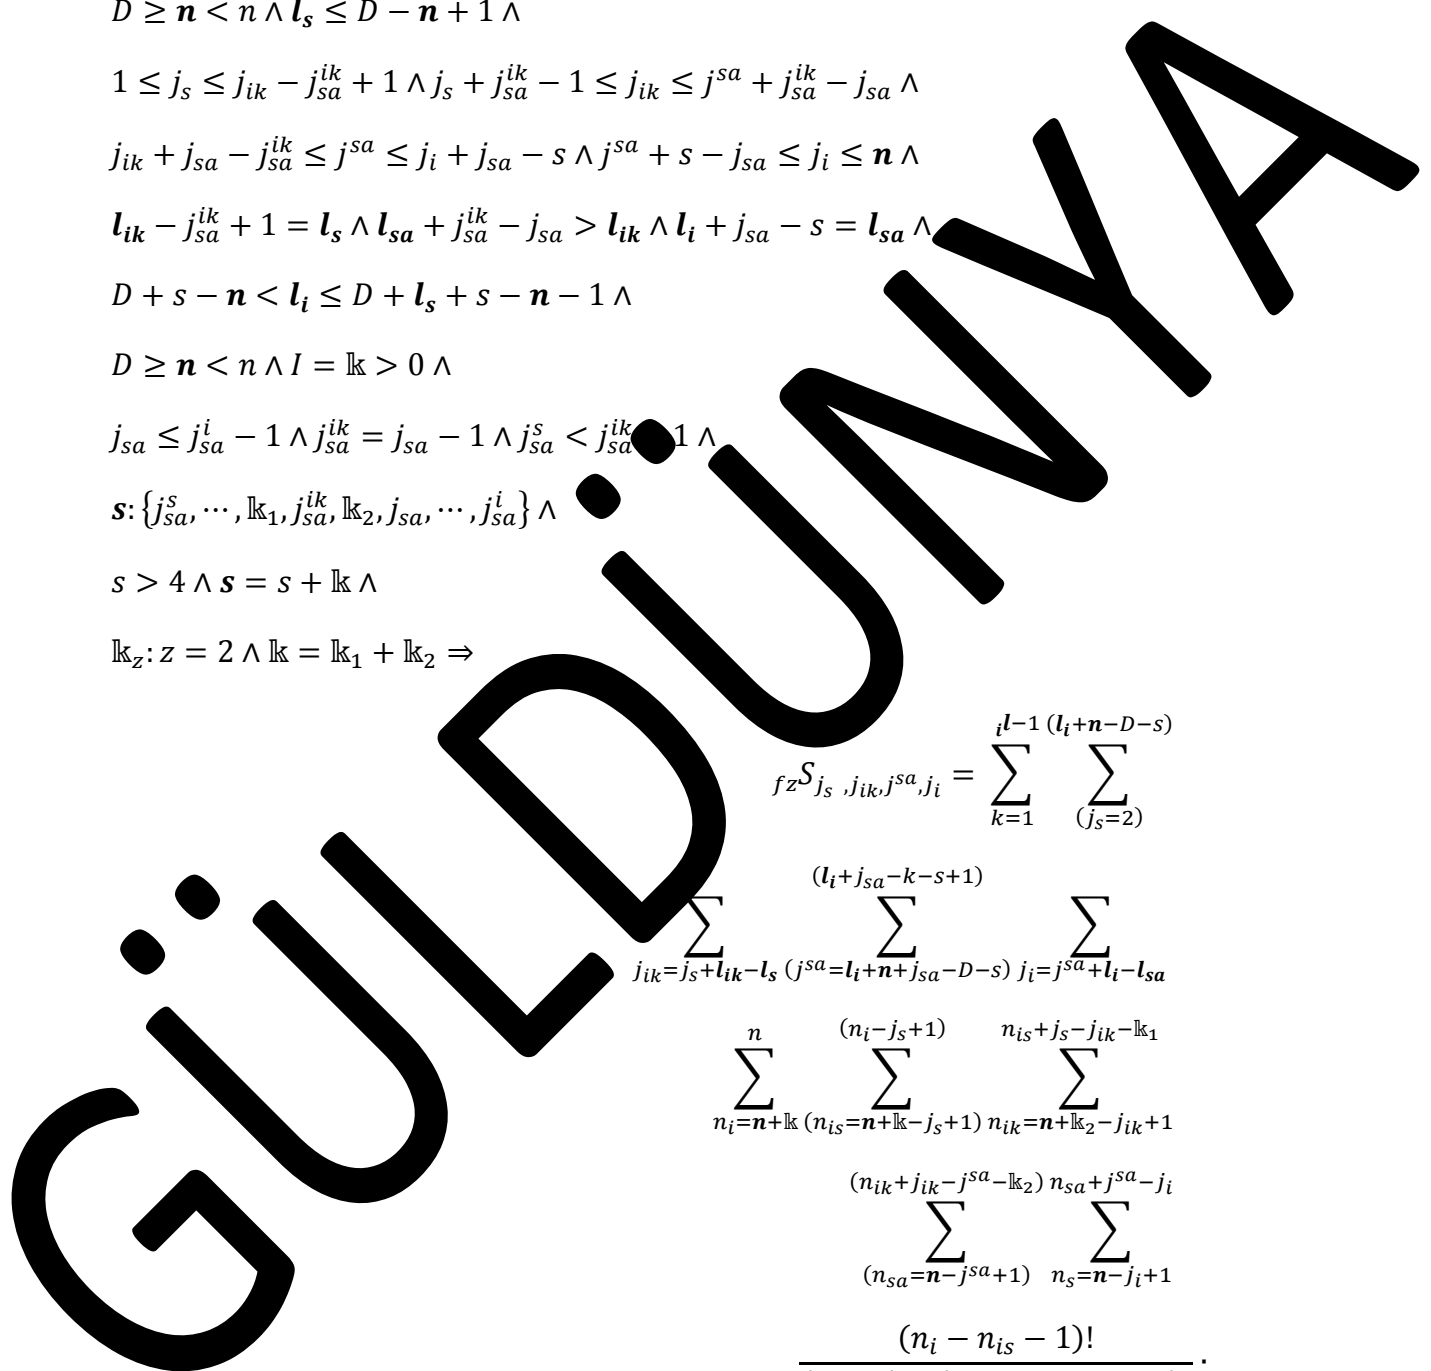 D ≥ n < n ∧ l_s ≤ D − n + 1 ∧
1 ≤ j_s ≤ j_{ik} − j_{sa}^{ik} + 1 ∧ j_s + j_{sa}^{ik} − 1 ≤ j_{ik} ≤ j^{sa} + j_{sa}^{ik} − j_{sa} ∧
j_{ik} + j_{sa} − j_{sa}^{ik} ≤ j^{sa} ≤ j_i + j_{sa} − s ∧ j^{sa} + s − j_{sa} ≤ j_i ≤ n ∧
l_{ik} − j_{sa}^{ik} + 1 = l_s ∧ l_{sa} + j_{sa}^{ik} − j_{sa} > l_{ik} ∧ l_i + j_{sa} − s = l_{sa} ∧
D + s − n < l_i ≤ D + l_s + s − n − 1 ∧
D ≥ n < n ∧ I = 𝕜 > 0 ∧
j_{sa} ≤ j_{sa}^{i} − 1 ∧ j_{sa}^{ik} = j_{sa} − 1 ∧ j_{sa}^{s} < j_{sa}^{ik} 1 ∧
s: {j_{sa}^{s}, ⋯, 𝕜_1, j_{sa}^{ik}, 𝕜_2, j_{sa}, ⋯, j_{sa}^{i}} ∧
s > 4 ∧ s = s + 𝕜 ∧
𝕜_z: z = 2 ∧ 𝕜 = 𝕜_1 + 𝕜_2 ⇒
_{fz}S_{j_s ,j_{ik},j^{sa},j_i} = ∑_{k=1}^{_il−1} ∑_{(j_s=2)}^{(l_i+n−D−s)}
∑_{j_{ik}=j_s+l_{ik}−l_s} ∑_{(j^{sa}=l_i+n+j_{sa}−D−s)}^{(l_i+j_{sa}−k−s+1)} ∑_{j_i=j^{sa}+l_i−l_{sa}}
∑_{n_i=n+𝕜}^{n} ∑_{(n_{is}=n+𝕜−j_s+1)}^{(n_i−j_s+1)} ∑_{n_{ik}=n+𝕜_2−j_{ik}+1}^{n_{is}+j_s−j_{ik}−𝕜_1}
∑_{(n_{sa}=n−j^{sa}+1)}^{(n_{ik}+j_{ik}−j^{sa}−𝕜_2)} ∑_{n_s=n−j_i+1}^{n_{sa}+j^{sa}−j_i}
(n_i − n_{is} − 1)! ·
GÜLDÜNYA